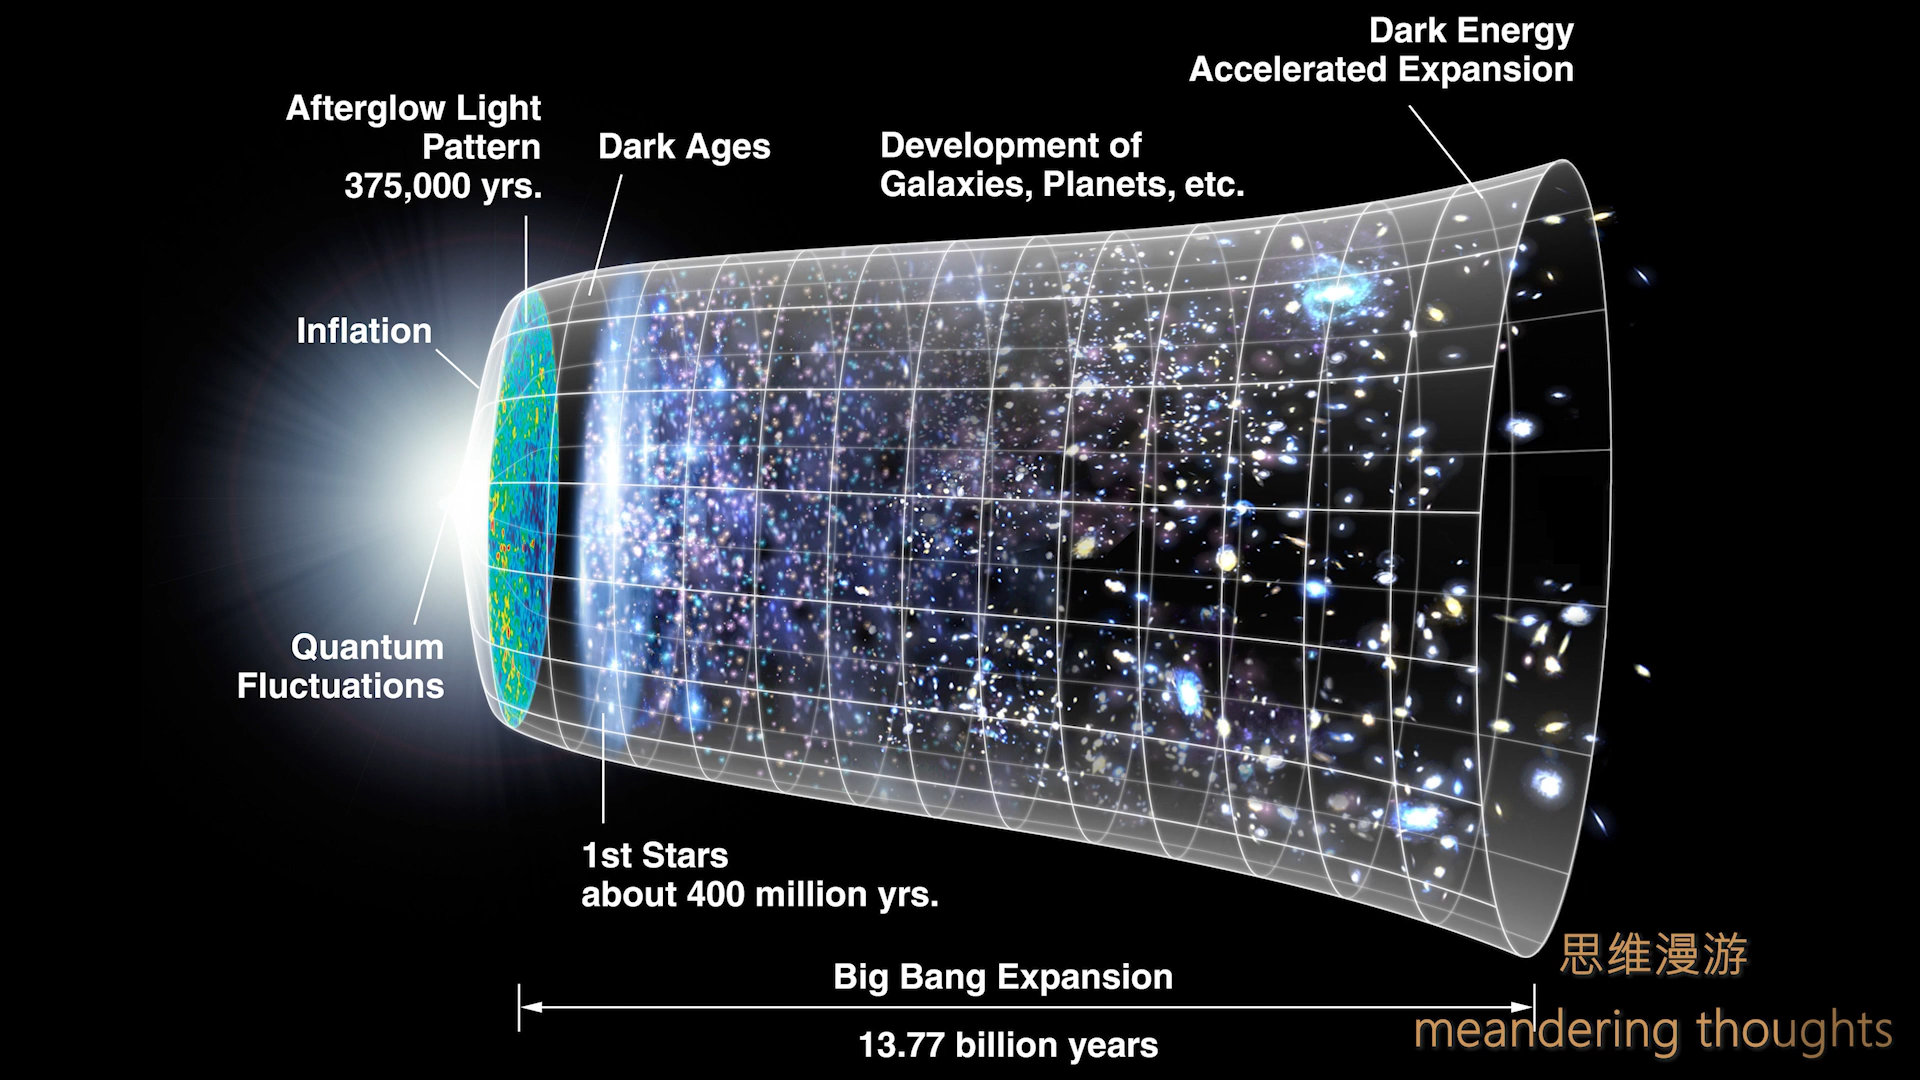 Dark Energy
Accelerated Expansion
Afterglow Light
Pattern
375,000 yrs.
Dark Ages
Development of
Galaxies, Planets, etc.
Inflation
Quantum
Fluctuations
1st Stars
about 400 million yrs.
Big Bang Expansion
13.77 billion years
思维漫游
meandering thoughts